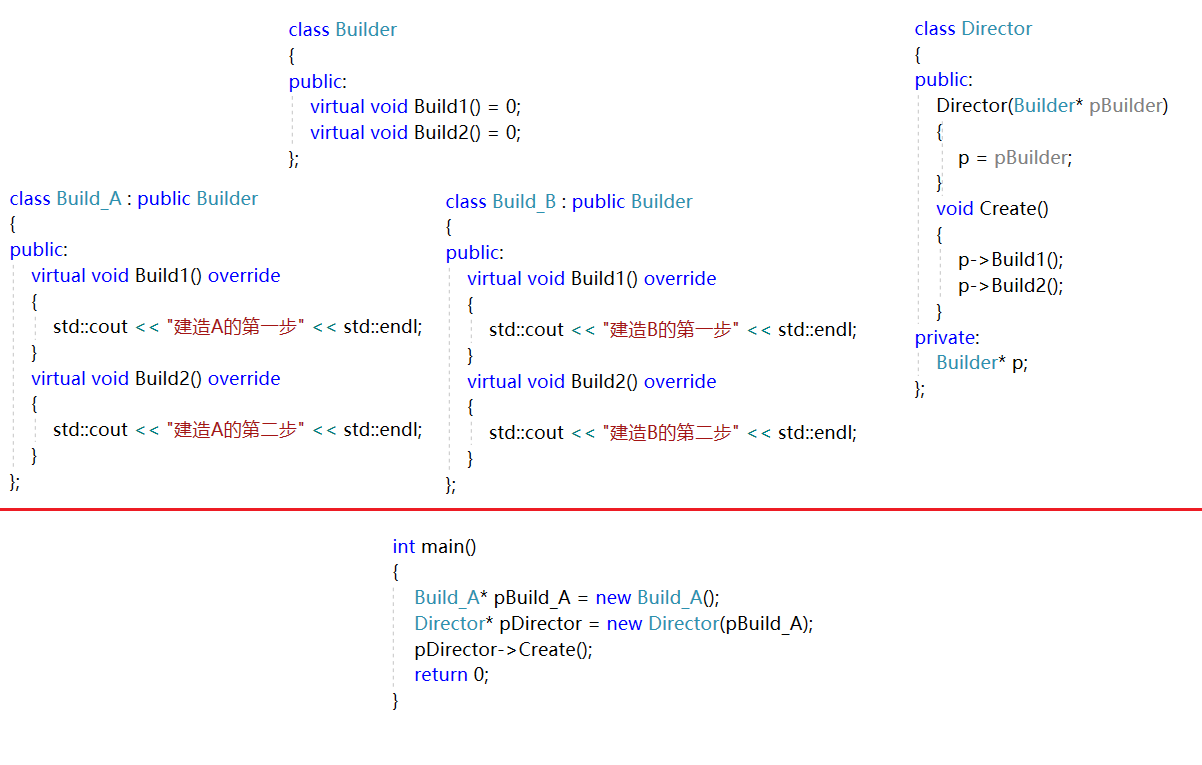 class Builder
{
public:
virtual void Build1() = 0;
virtual void Build2() = 0;
};
class Build_A : public Builder
{
public:
virtual void Build1() override
{
std::cout << "建造A的第一步" << std::endl;
}
virtual void Build2() override
{
std::cout << "建造A的第二步" << std::endl;
}
};
class Build_B : public Builder
{
public:
virtual void Build1() override
{
std::cout << "建造B的第一步" << std::endl;
}
virtual void Build2() override
{
std::cout << "建造B的第二步" << std::endl;
}
};
class Director
{
public:
Director(Builder* pBuilder)
{
p = pBuilder;
}
void Create()
{
p->Build1();
p->Build2();
}
private:
Builder* p;
};
int main()
{
Build_A* pBuild_A = new Build_A();
Director* pDirector = new Director(pBuild_A);
pDirector->Create();
return 0;
}